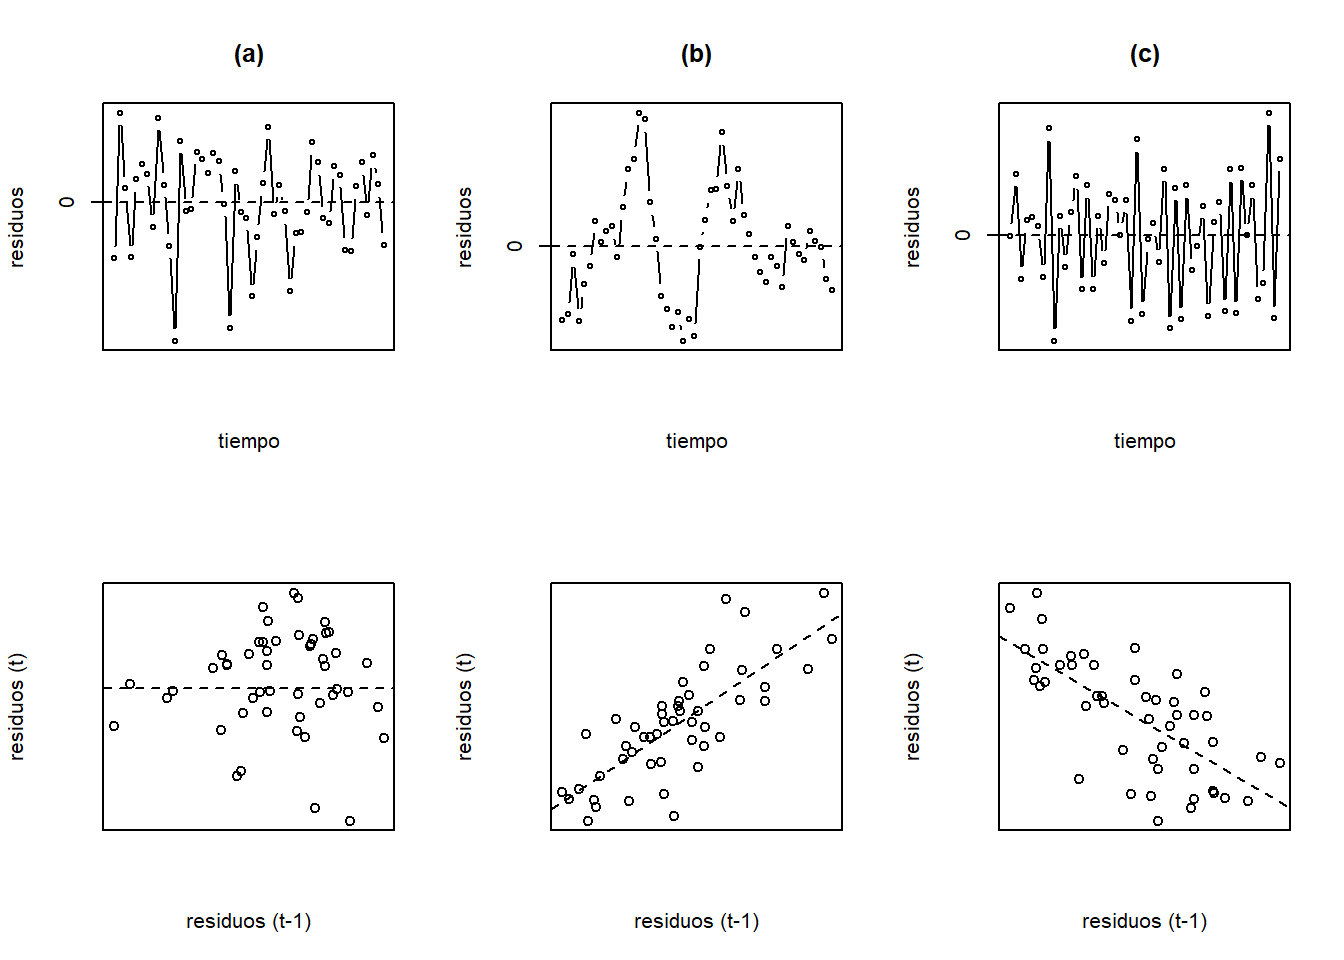 (a)
residuos
0
tiempo
(b)
residuos
0
tiempo
(c)
residuos
0
tiempo
residuos (t)
residuos (t-1)
residuos (t)
residuos (t-1)
residuos (t)
residuos (t-1)